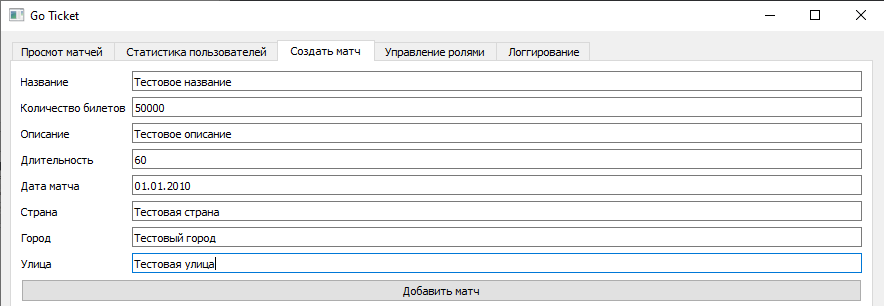 Go Ticket
Просмот матчей Статистика пользователей Создать матч Управление ролями Логгирование
Название Тестовое название
Количество билетов 50000
Описание Тестовое описание
Длительность 60
Дата матча 01.01.2010
Страна Тестовая страна
Город Тестовый город
Улица Тестовая улица
Добавить матч